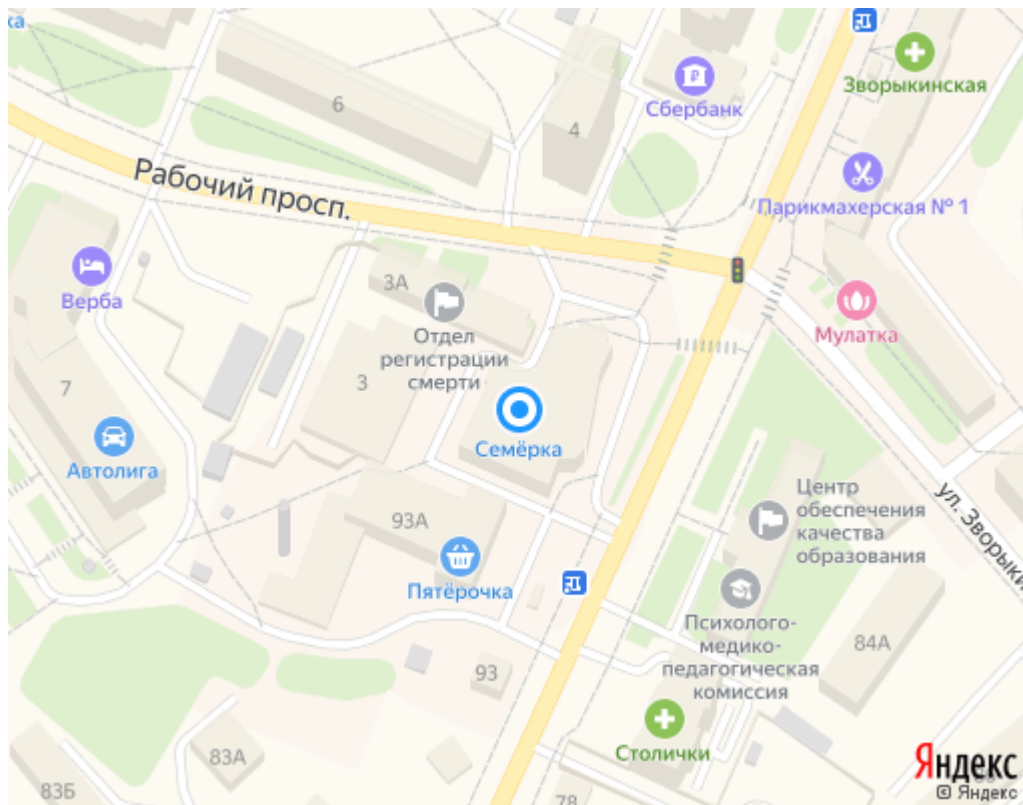 ка
6
4
Сбербанк
Зворыкинская
Рабочий просп.
Парикмахерская № 1
Верба
3А
Отдел
регистрации
смерти
Мулатка
3
7
Автолига
Семёрка
Центр
обеспечения
качества
образования
ул. Зворыки
93А
Пятёрочка
Психолого-
медико-
педагогическая
комиссия
84А
93
Столички
83А
83Б
78
Яндекс
© Яндекс